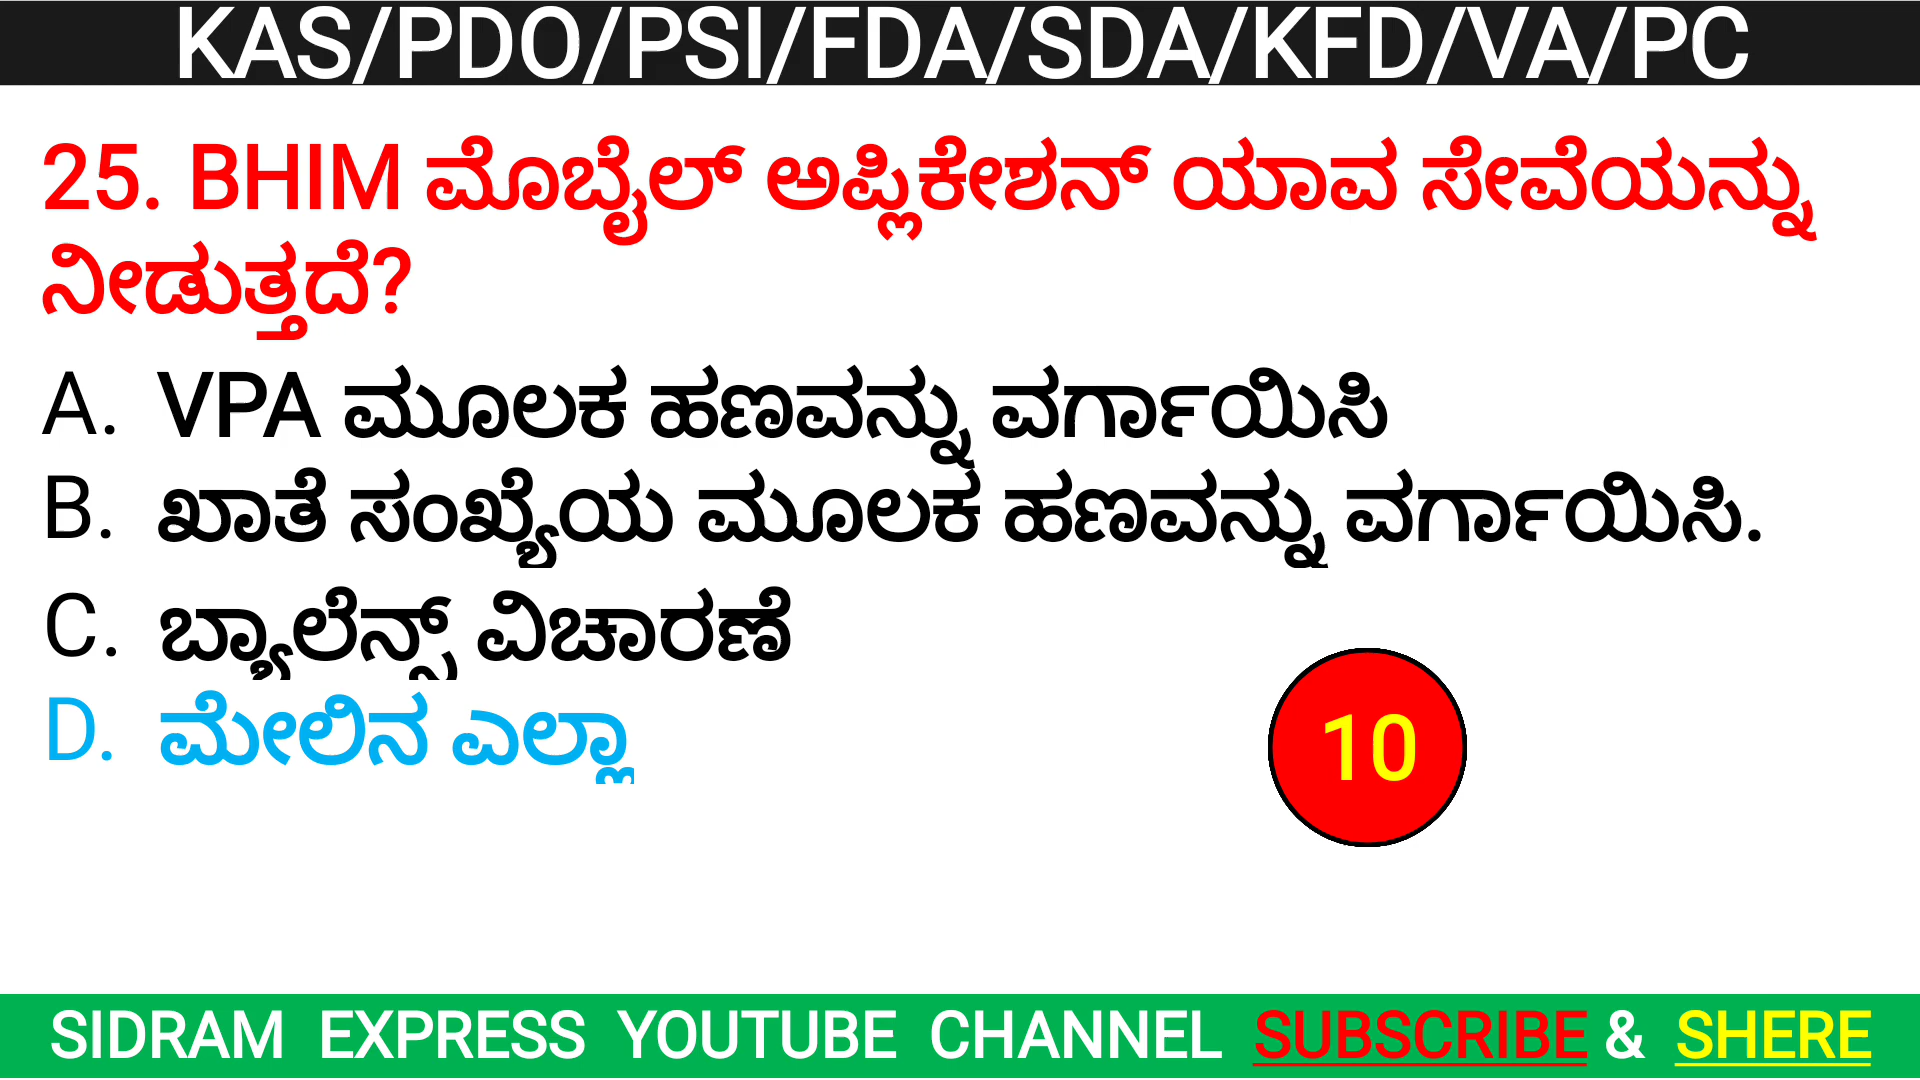 KAS/PDO/PSI/FDA/SDA/KFD/VA/PC
25. BHIM ಮೊಬೈಲ್ ಅಪ್ಲಿಕೇಶನ್ ಯಾವ ಸೇವೆಯನ್ನು
ನೀಡುತ್ತದೆ?
A. VPA ಮೂಲಕ ಹಣವನ್ನು ವರ್ಗಾಯಿಸಿ
B. ಖಾತೆ ಸಂಖ್ಯೆಯ ಮೂಲಕ ಹಣವನ್ನು ವರ್ಗಾಯಿಸಿ.
C. ಬ್ಯಾಲೆನ್ಸ್ ವಿಚಾರಣೆ
D. ಮೇಲಿನ ಎಲ್ಲಾ
10
SIDRAM EXPRESS YOUTUBE CHANNEL SUBSCRIBE & SHERE